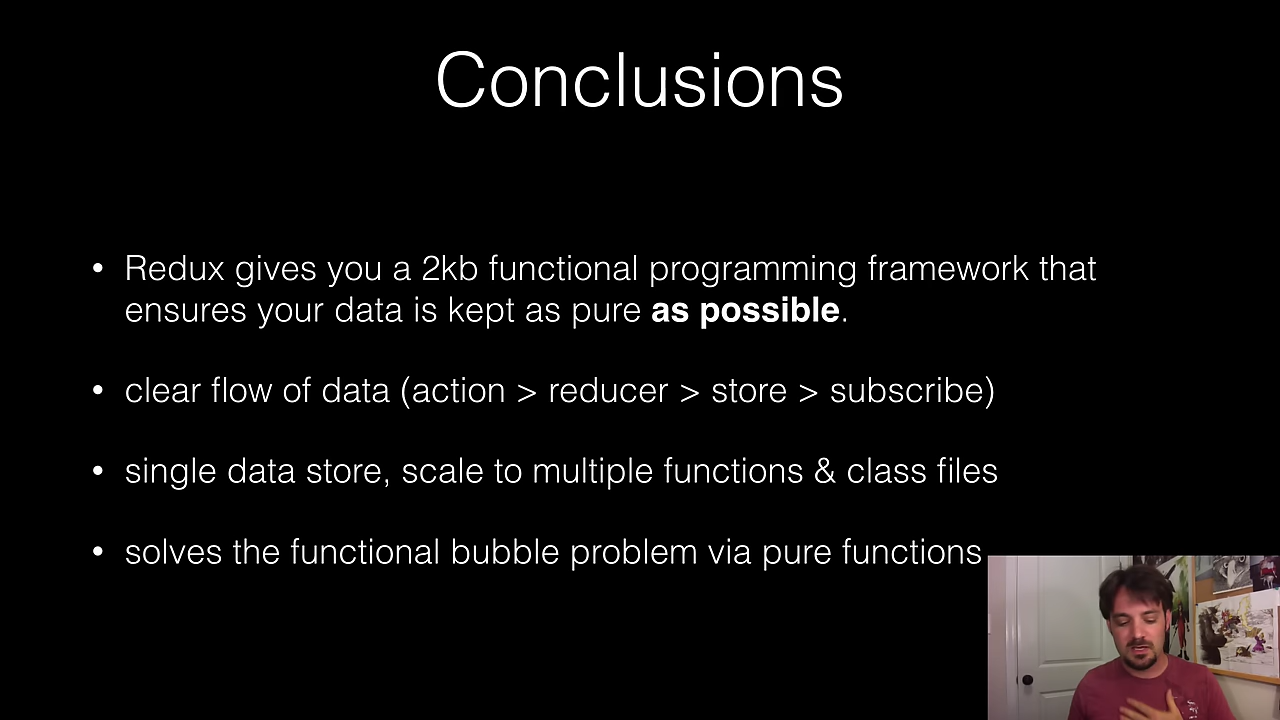 Conclusions
• Redux gives you a 2kb functional programming framework that
ensures your data is kept as pure as possible.
• clear flow of data (action > reducer > store > subscribe)
• single data store, scale to multiple functions & class files
• solves the functional bubble problem via pure functions